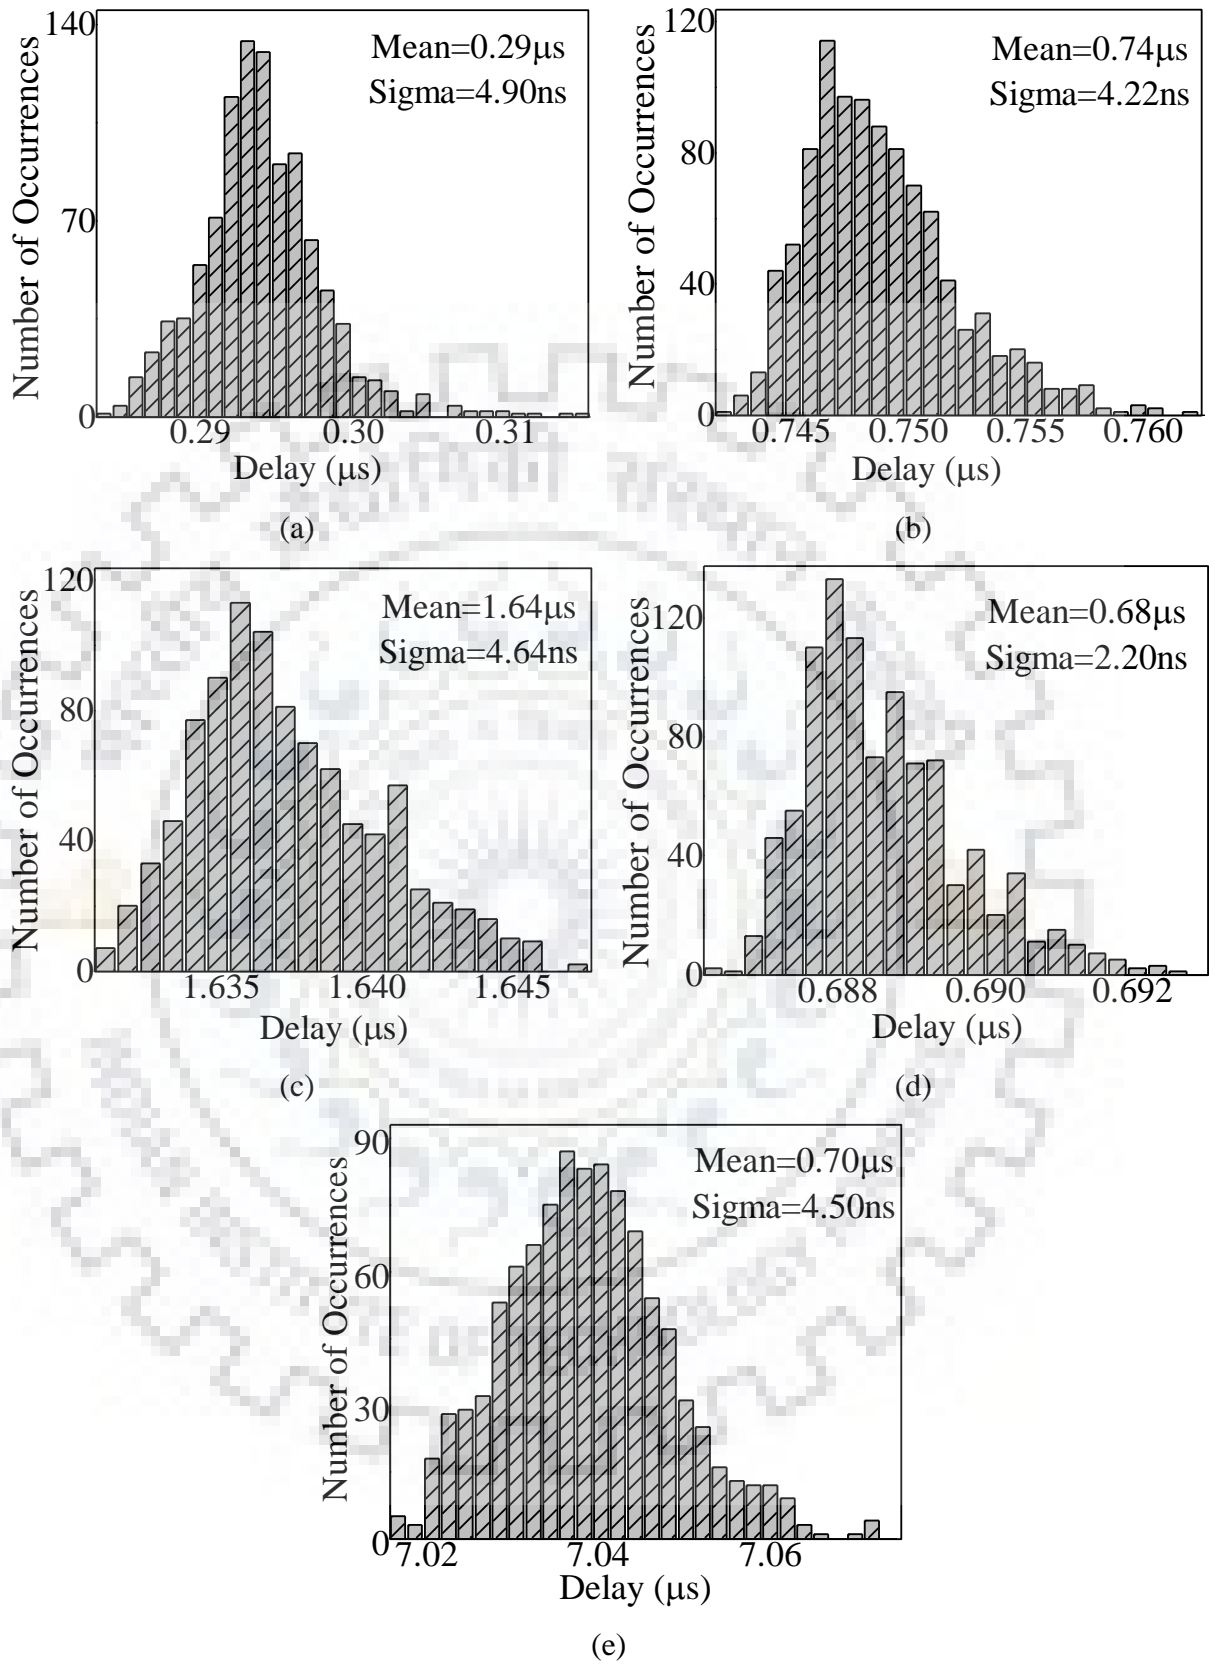 140
70
0
Number of Occurrences
Mean=0.29μs
Sigma=4.90ns
0.29 0.30 0.31
Delay (μs)
(a)
120
80
40
0
Number of Occurrences
Mean=0.74μs
Sigma=4.22ns
0.745 0.750 0.755 0.760
Delay (μs)
(b)
120
80
40
0
Number of Occurrences
Mean=1.64μs
Sigma=4.64ns
1.635 1.640 1.645
Delay (μs)
(c)
120
80
40
0
Number of Occurrences
Mean=0.68μs
Sigma=2.20ns
0.688 0.690 0.692
Delay (μs)
(d)
90
60
30
0
Number of Occurrences
Mean=0.70μs
Sigma=4.50ns
7.02 7.04 7.06
Delay (μs)
(e)